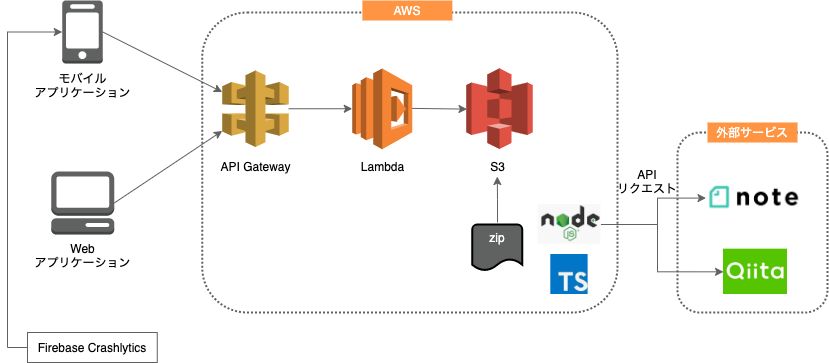 AWS
モバイル
アプリケーション
API Gateway
Lambda
S3
外部サービス
API
リクエスト
note
node
JS
zip
Web
アプリケーション
TS
Qiita
Firebase Crashlytics